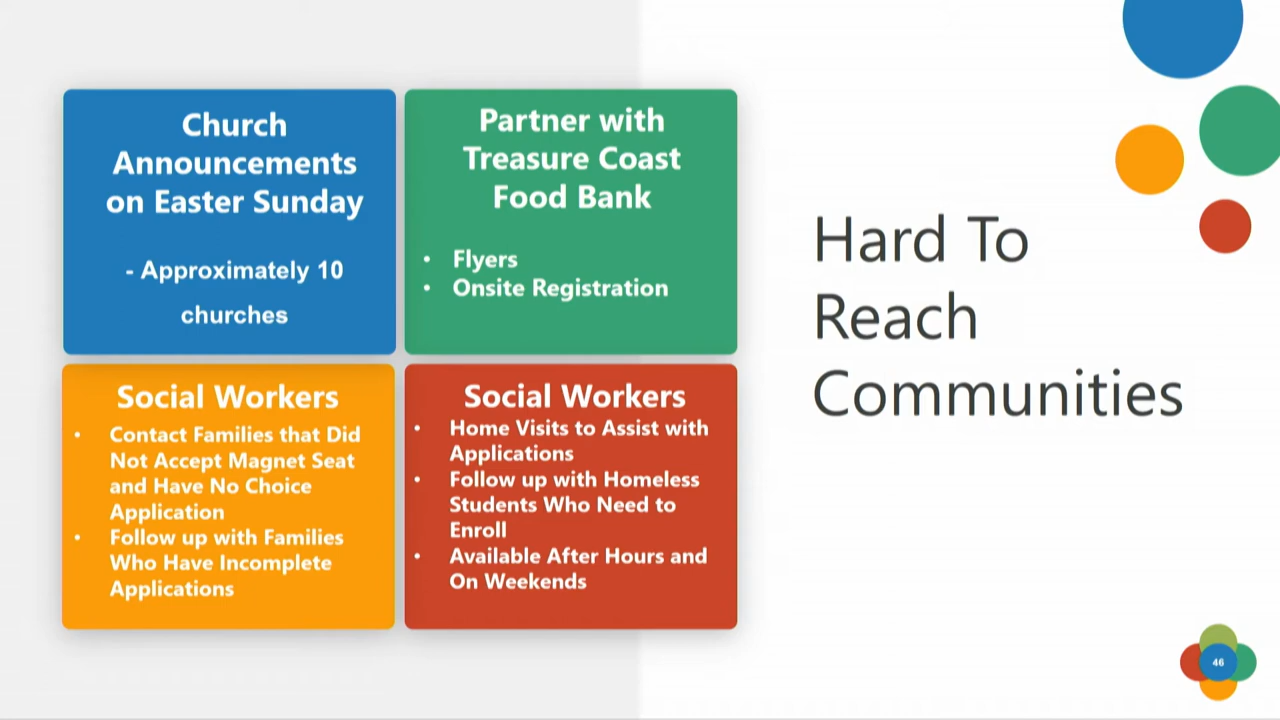 Church
Announcements
on Easter Sunday
- Approximately 10
churches
Partner with
Treasure Coast
Food Bank
• Flyers
• Onsite Registration
Social Workers
• Contact Families that Did
Not Accept Magnet Seat
and Have No Choice
Application
• Follow up with Families
Who Have Incomplete
Applications
Social Workers
• Home Visits to Assist with
Applications
• Follow up with Homeless
Students Who Need to
Enroll
• Available After Hours and
On Weekends
Hard To
Reach
Communities
46